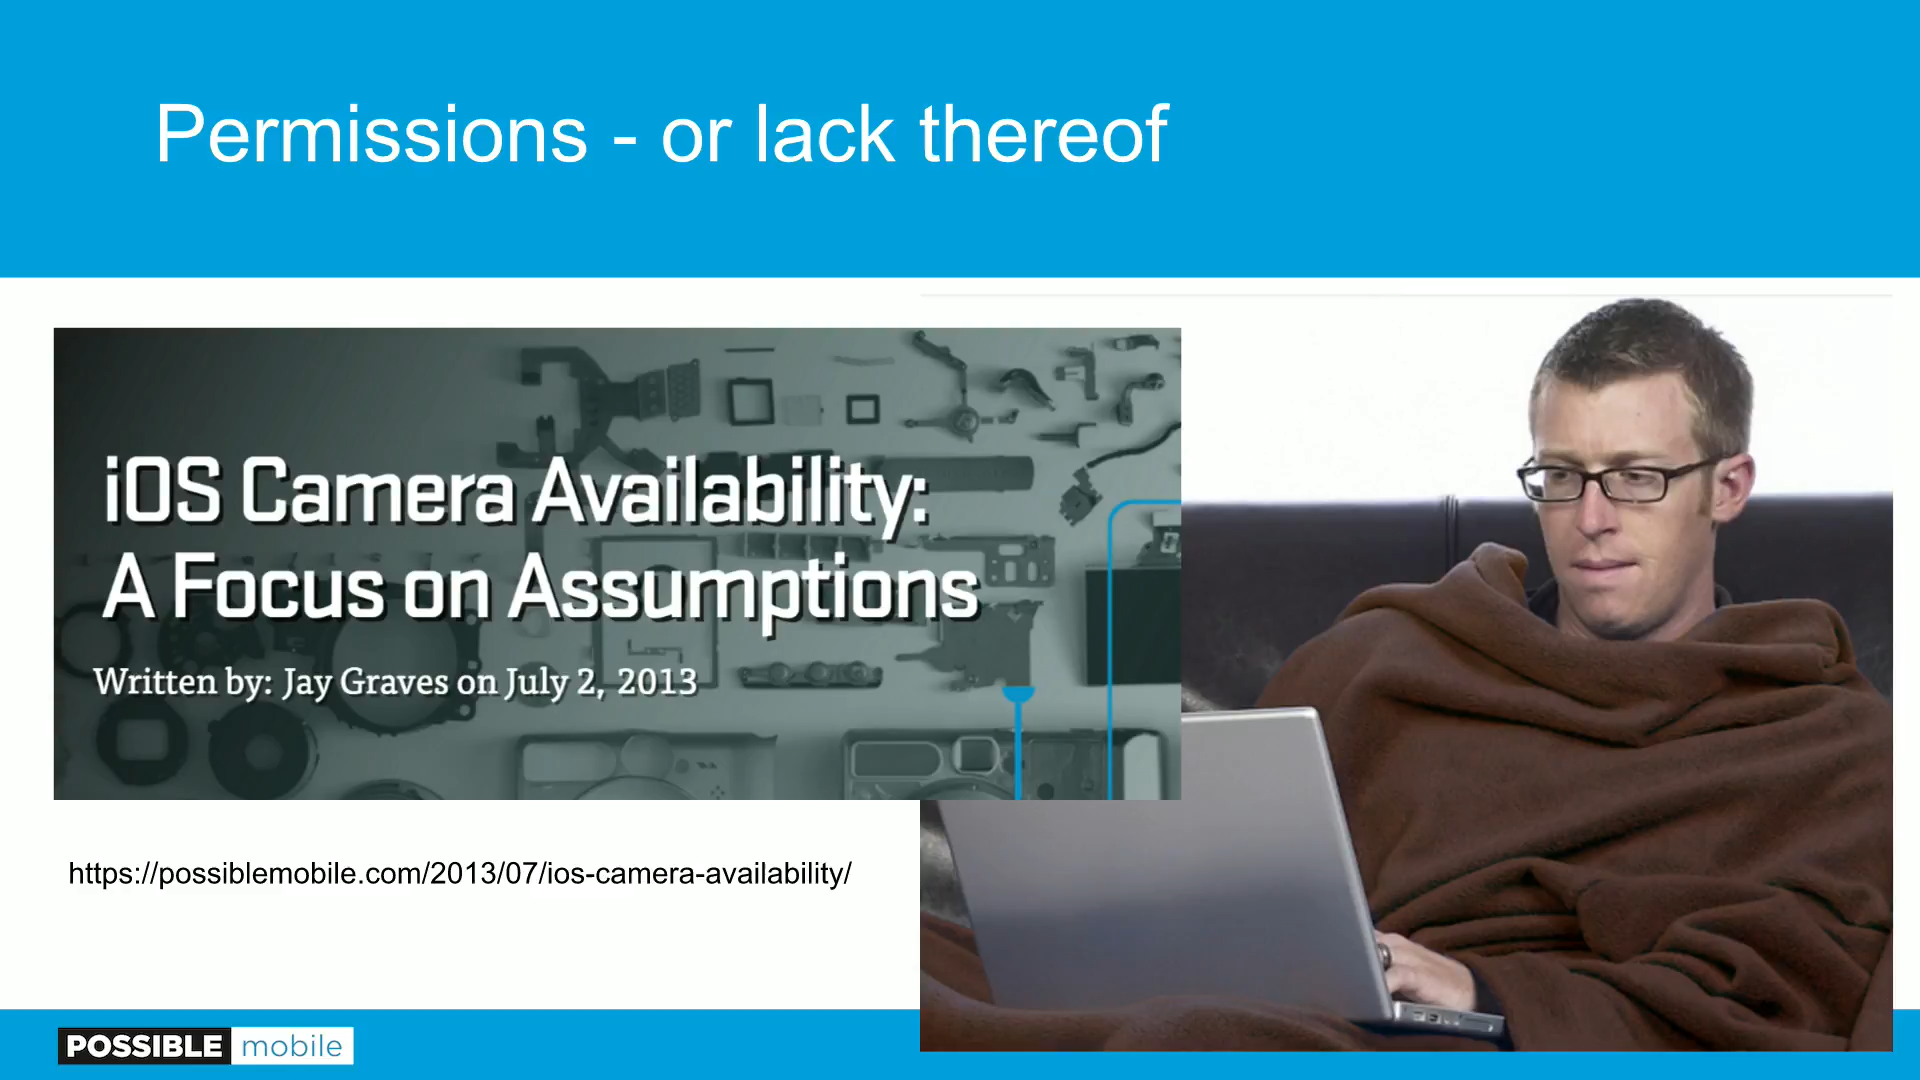 Permissions - or lack thereof
iOS Camera Availability:
A Focus on Assumptions
Written by: Jay Graves on July 2, 2013
https://possiblemobile.com/2013/07/ios-camera-availability/
POSSIBLE mobile